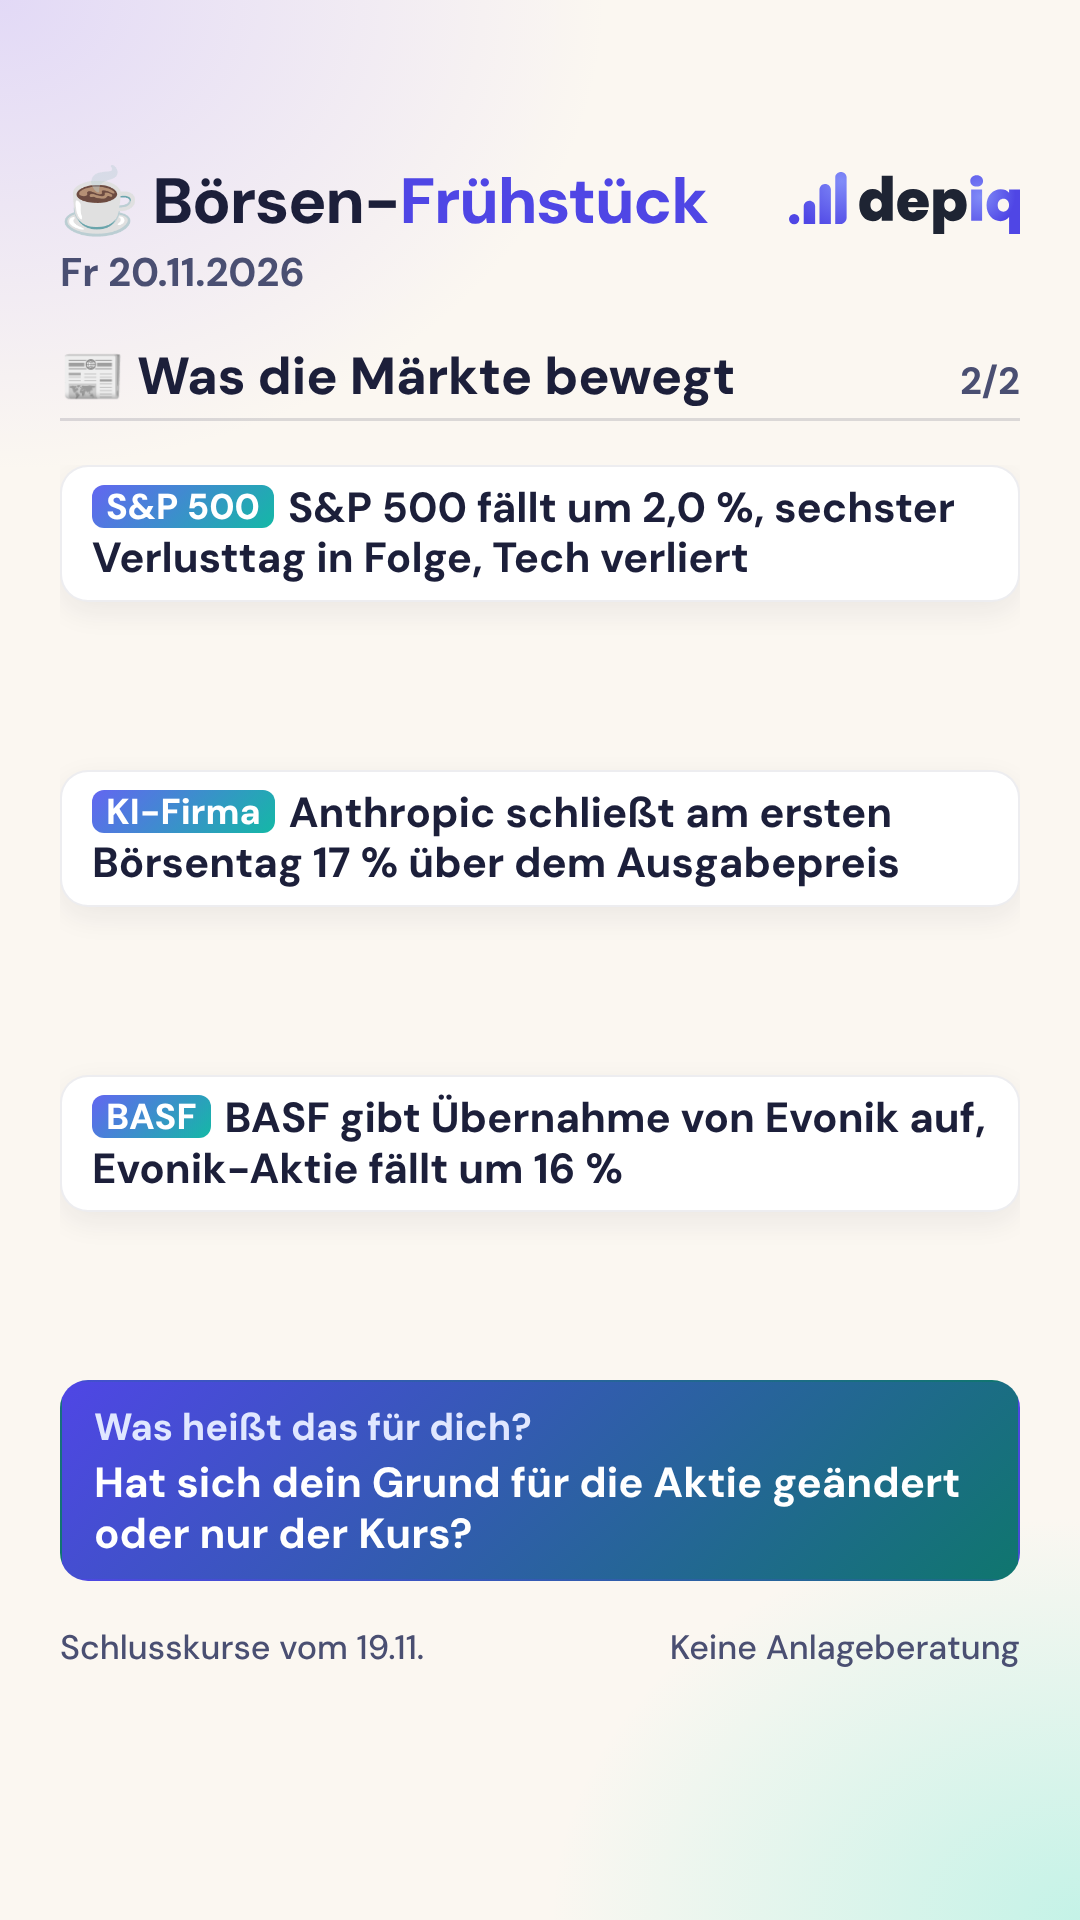 Börsen-Frühstück
depiq
Fr 20.11.2026
Was die Märkte bewegt
2/2
S&P 500 S&P 500 fällt um 2,0 %, sechster
Verlusttag in Folge, Tech verliert
KI-Firma Anthropic schließt am ersten
Börsentag 17 % über dem Ausgabepreis
BASF BASF gibt Übernahme von Evonik auf,
Evonik-Aktie fällt um 16 %
Was heißt das für dich?
Hat sich dein Grund für die Aktie geändert
oder nur der Kurs?
Schlusskurse vom 19.11.
Keine Anlageberatung